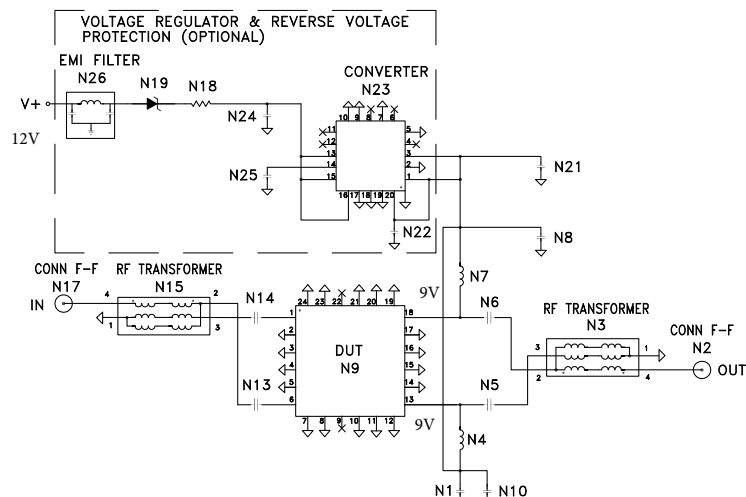 VOLTAGE REGULATOR & REVERSE VOLTAGE
PROTECTION (OPTIONAL)
EMI FILTER
N26
N19
N18
CONVERTER
N23
V+
12V
N24
N25
10 9 8 7 6
11
12
13
14
15
5
4
3
2
1
16 17 18 19 20
N22
N21
N8
CONN F-F
N17
IN
RF TRANSFORMER
N15
4
2
1
3
N14
N13
24 23 22 21 20 19
1
2
3
4
5
6
DUT
N9
18
17
16
15
14
13
7 8 9 10 11 12
9V
9V
N7
N6
N5
N4
N1
N10
RF TRANSFORMER
N3
3
1
2
4
CONN F-F
N2
OUT